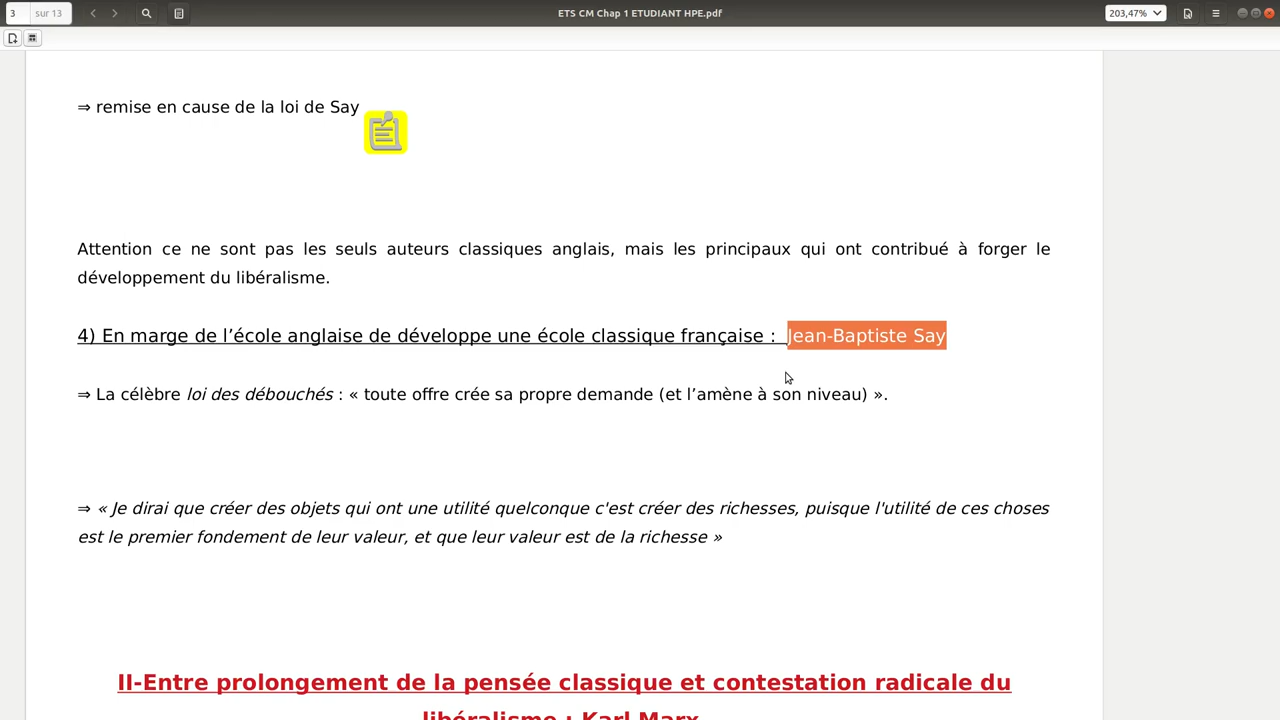 3 sur 13 ETS CM Chap 1 ETUDIANT HPE.pdf 203,47%
⇒ remise en cause de la loi de Say
Attention ce ne sont pas les seuls auteurs classiques anglais, mais les principaux qui ont contribué à forger le
développement du libéralisme.
4) En marge de l’école anglaise de développe une école classique française : Jean-Baptiste Say
⇒ La célèbre loi des débouchés : « toute offre crée sa propre demande (et l’amène à son niveau) ».
⇒ « Je dirai que créer des objets qui ont une utilité quelconque c'est créer des richesses, puisque l'utilité de ces choses
est le premier fondement de leur valeur, et que leur valeur est de la richesse »
II-Entre prolongement de la pensée classique et contestation radicale du
libéralisme : Karl Marx